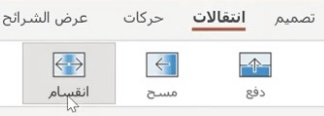 تصميم انتقالات حركات عرض الشرائح
دفع مسح انقسام